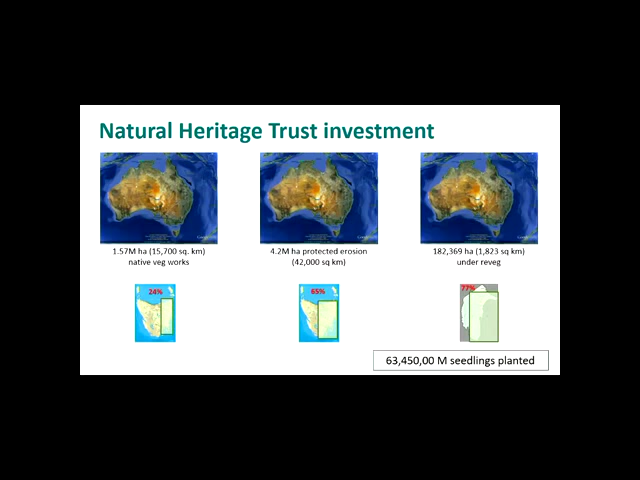 Natural Heritage Trust investment
1.57M ha (15,700 sq. km)
native veg works
4.2M ha protected erosion
(42,000 sq km)
182,369 ha (1,823 sq km)
under reveg
24%
65%
77%
63,450,00 M seedlings planted